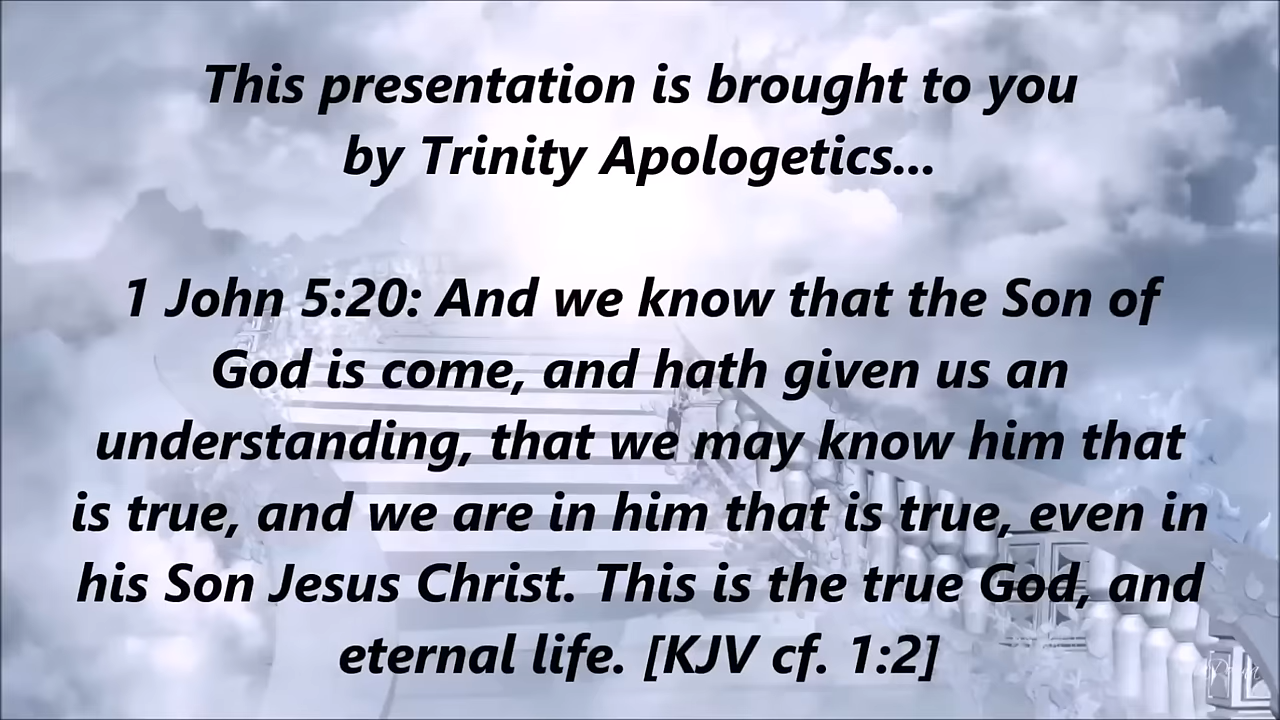 This presentation is brought to you
by Trinity Apologetics...
1 John 5:20: And we know that the Son of
God is come, and hath given us an
understanding, that we may know him that
is true, and we are in him that is true, even in
his Son Jesus Christ. This is the true God, and
eternal life. [KJV cf. 1:2]